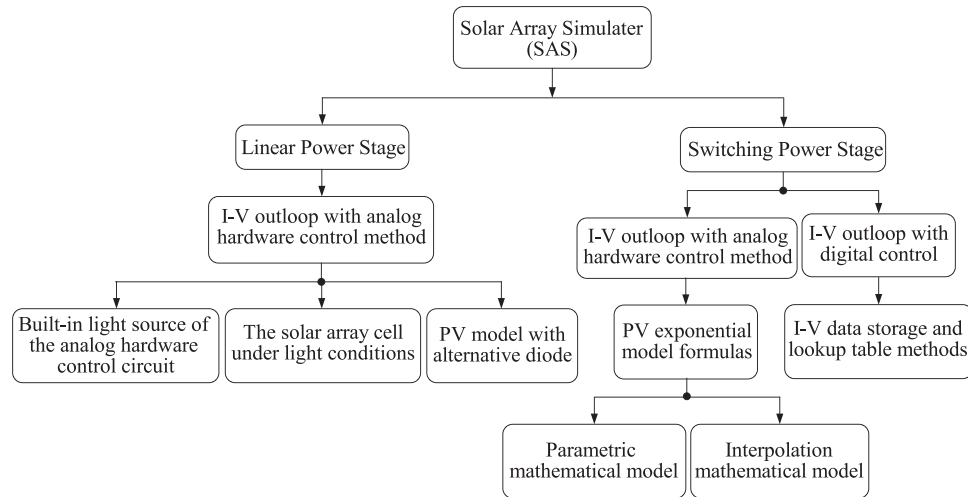 Solar Array Simulater
(SAS)
Linear Power Stage
Switching Power Stage
I-V outloop with analog
hardware control method
I-V outloop with analog
hardware control method
I-V outloop with
digital control
Built-in light source of
the analog hardware
control circuit
The solar array cell
under light conditions
PV model with
alternative diode
PV exponential
model formulas
I-V data storage and
lookup table methods
Parametric
mathematical model
Interpolation
mathematical model